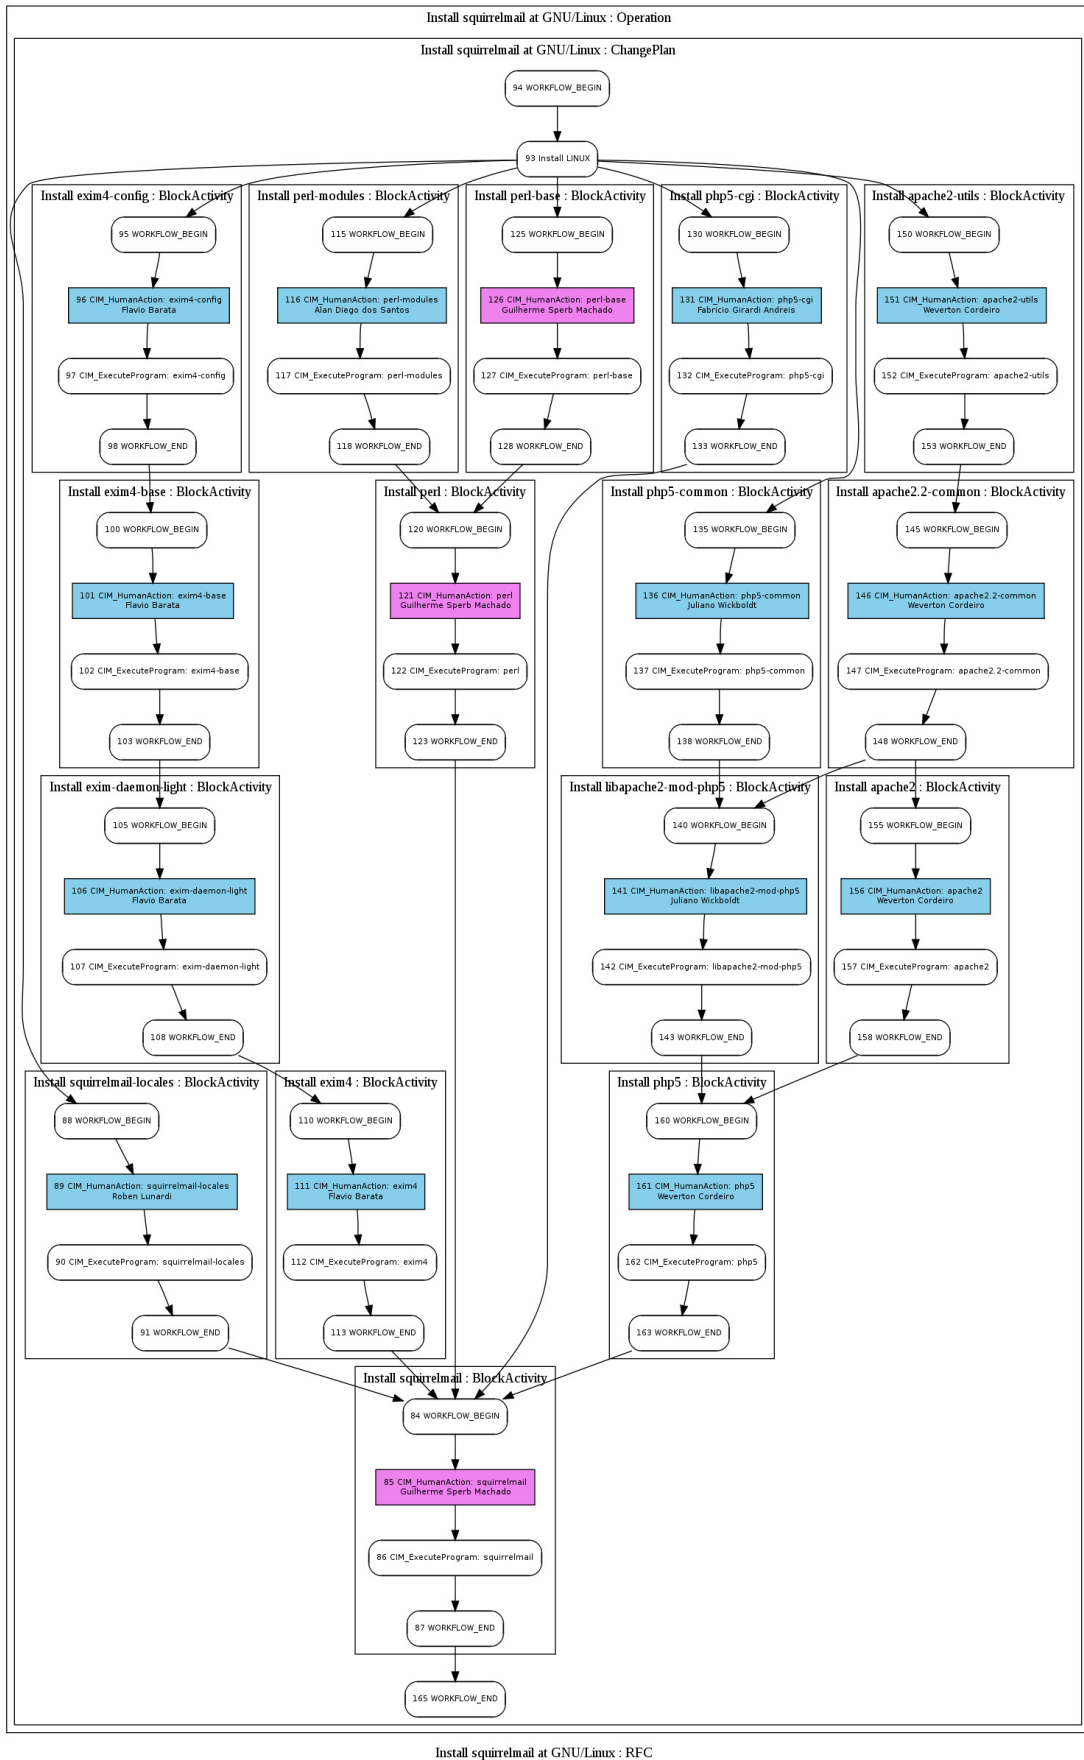 Install squirrelmail at GNU/Linux : Operation
Install squirrelmail at GNU/Linux : ChangePlan
94 WORKFLOW_BEGIN
93 Install LINUX
Install exim4-config : BlockActivity
95 WORKFLOW_BEGIN
96 CIM_HumanAction: exim4-config
Flavio Barata
97 CIM_ExecuteProgram: exim4-config
98 WORKFLOW_END
Install perl-modules : BlockActivity
115 WORKFLOW_BEGIN
116 CIM_HumanAction: perl-modules
Alan Diego dos Santos
117 CIM_ExecuteProgram: perl-modules
118 WORKFLOW_END
Install perl-base : BlockActivity
125 WORKFLOW_BEGIN
126 CIM_HumanAction: perl-base
Guilherme Sperb Machado
127 CIM_ExecuteProgram: perl-base
128 WORKFLOW_END
Install php5-cgi : BlockActivity
130 WORKFLOW_BEGIN
131 CIM_HumanAction: php5-cgi
Fabricio Girardi Andreis
132 CIM_ExecuteProgram: php5-cgi
133 WORKFLOW_END
Install apache2-utils : BlockActivity
150 WORKFLOW_BEGIN
151 CIM_HumanAction: apache2-utils
Weverton Cordeiro
152 CIM_ExecuteProgram: apache2-utils
153 WORKFLOW_END
Install exim4-base : BlockActivity
100 WORKFLOW_BEGIN
101 CIM_HumanAction: exim4-base
Flavio Barata
102 CIM_ExecuteProgram: exim4-base
103 WORKFLOW_END
Install perl : BlockActivity
120 WORKFLOW_BEGIN
121 CIM_HumanAction: perl
Guilherme Sperb Machado
122 CIM_ExecuteProgram: perl
123 WORKFLOW_END
Install php5-common : BlockActivity
135 WORKFLOW_BEGIN
136 CIM_HumanAction: php5-common
Juliano Wickboldt
137 CIM_ExecuteProgram: php5-common
138 WORKFLOW_END
Install apache2.2-common : BlockActivity
145 WORKFLOW_BEGIN
146 CIM_HumanAction: apache2.2-common
Weverton Cordeiro
147 CIM_ExecuteProgram: apache2.2-common
148 WORKFLOW_END
Install exim-daemon-light : BlockActivity
105 WORKFLOW_BEGIN
106 CIM_HumanAction: exim-daemon-light
Flavio Barata
107 CIM_ExecuteProgram: exim-daemon-light
108 WORKFLOW_END
Install libapache2-mod-php5 : BlockActivity
140 WORKFLOW_BEGIN
141 CIM_HumanAction: libapache2-mod-php5
Juliano Wickboldt
142 CIM_ExecuteProgram: libapache2-mod-php5
143 WORKFLOW_END
Install apache2 : BlockActivity
155 WORKFLOW_BEGIN
156 CIM_HumanAction: apache2
Weverton Cordeiro
157 CIM_ExecuteProgram: apache2
158 WORKFLOW_END
Install squirrelmail-locales : BlockActivity
88 WORKFLOW_BEGIN
89 CIM_HumanAction: squirrelmail-locales
Roben Lunardi
90 CIM_ExecuteProgram: squirrelmail-locales
91 WORKFLOW_END
Install exim4 : BlockActivity
110 WORKFLOW_BEGIN
111 CIM_HumanAction: exim4
Flavio Barata
112 CIM_ExecuteProgram: exim4
113 WORKFLOW_END
Install php5 : BlockActivity
160 WORKFLOW_BEGIN
161 CIM_HumanAction: php5
Weverton Cordeiro
162 CIM_ExecuteProgram: php5
163 WORKFLOW_END
Install squirrelmail : BlockActivity
84 WORKFLOW_BEGIN
85 CIM_HumanAction: squirrelmail
Guilherme Sperb Machado
86 CIM_ExecuteProgram: squirrelmail
87 WORKFLOW_END
165 WORKFLOW_END
Install squirrelmail at GNU/Linux : RFC